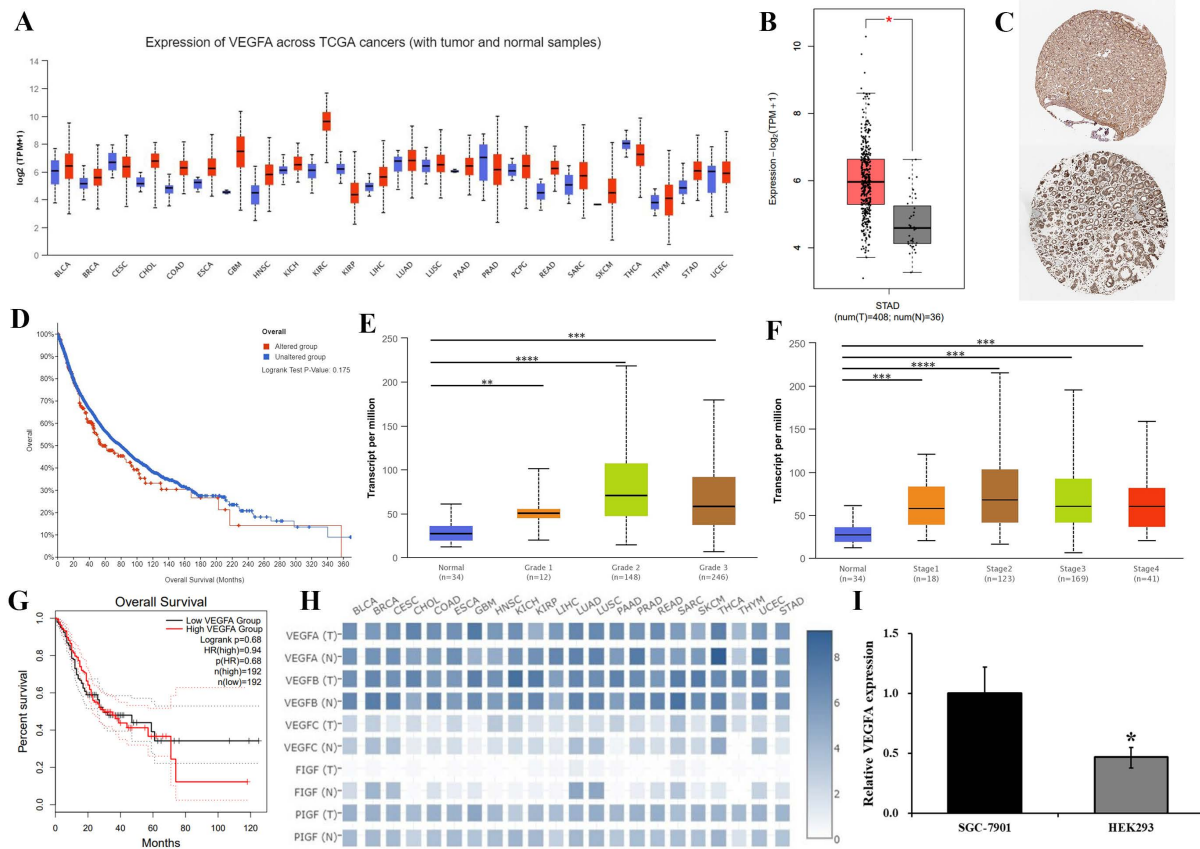 A
Expression of VEGFA across TCGA cancers (with tumor and normal samples)
log2 (TPM+1)
14
12
10
8
6
4
2
0
BLCA BRCA CESC CHOL COAD ESCA GBM HNSC KICH KIRC KIRP LIHC LUAD LUSC PAAD PRAD PCPG READ SARC SKCM THCA THYM STAD UCEC
B
Expression−log2(TPM+1)
10
8
6
4
*
STAD
(num(T)=408; num(N)=36)
C
D
Overall
Altered group
Unaltered group
Logrank Test P-Value: 0.175
Overall
100%
90%
80%
70%
60%
50%
40%
30%
20%
10%
0%
0 20 40 60 80 100 120 140 160 180 200 220 240 260 280 300 320 340 360
Overall Survival (Months)
E
Transcript per million
250
200
150
100
50
0
***
****
**
Normal Grade 1 Grade 2 Grade 3
(n=34) (n=12) (n=148) (n=246)
F
Transcript per million
250
200
150
100
50
0
***
***
****
***
Normal Stage1 Stage2 Stage3 Stage4
(n=34) (n=18) (n=123) (n=169) (n=41)
G
Overall Survival
Low VEGFA Group
High VEGFA Group
Logrank p=0.68
HR(high)=0.94
p(HR)=0.68
n(high)=192
n(low)=192
Percent survival
1.0
0.8
0.6
0.4
0.2
0.0
0 20 40 60 80 100 120
Months
H
BLCA BRCA CESC CHOL COAD ESCA GBM HNSC KICH KIRP LIHC LUAD LUSC PAAD PRAD READ SARC SKCM THCA THYM UCEC STAD
VEGFA (T)
VEGFA (N)
VEGFB (T)
VEGFB (N)
VEGFC (T)
VEGFC (N)
FIGF (T)
FIGF (N)
PIGF (T)
PIGF (N)
8
6
4
2
0
I
Relative VEGFA expression
1.5
1.0
0.5
0.0
*
SGC-7901 HEK293